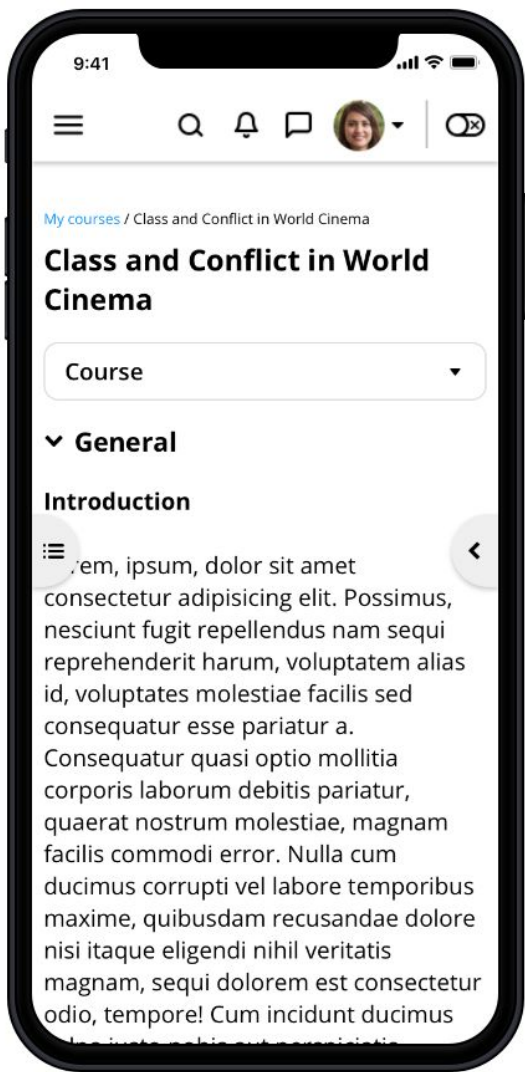 9:41
My courses / Class and Conflict in World Cinema
Class and Conflict in World
Cinema
Course
General
Introduction
rem, ipsum, dolor sit amet
consectetur adipisicing elit. Possimus,
nesciunt fugit repellendus nam sequi
reprehenderit harum, voluptatem alias
id, voluptates molestiae facilis sed
consequatur esse pariatur a.
Consequatur quasi optio mollitia
corporis laborum debitis pariatur,
quaerat nostrum molestiae, magnam
facilis commodi error. Nulla cum
ducimus corrupti vel labore temporibus
maxime, quibusdam recusandae dolore
nisi itaque eligendi nihil veritatis
magnam, sequi dolorem est consectetur
odio, tempore! Cum incidunt ducimus